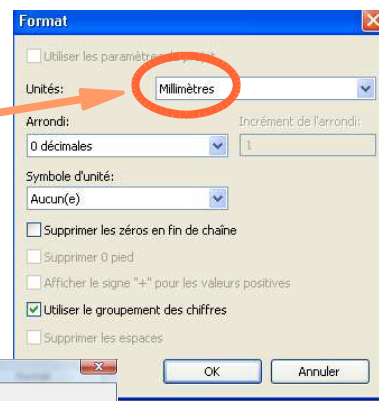 Format
Utiliser les paramètres du projet
Unités: Millimètres
Arrondi: Incrément de l'arrondi:
0 décimales 1
Symbole d'unité:
Aucun(e)
Supprimer les zéros en fin de chaîne
Supprimer 0 pied
Afficher le signe "+" pour les valeurs positives
Utiliser le groupement des chiffres
Supprimer les espaces
OK Annuler